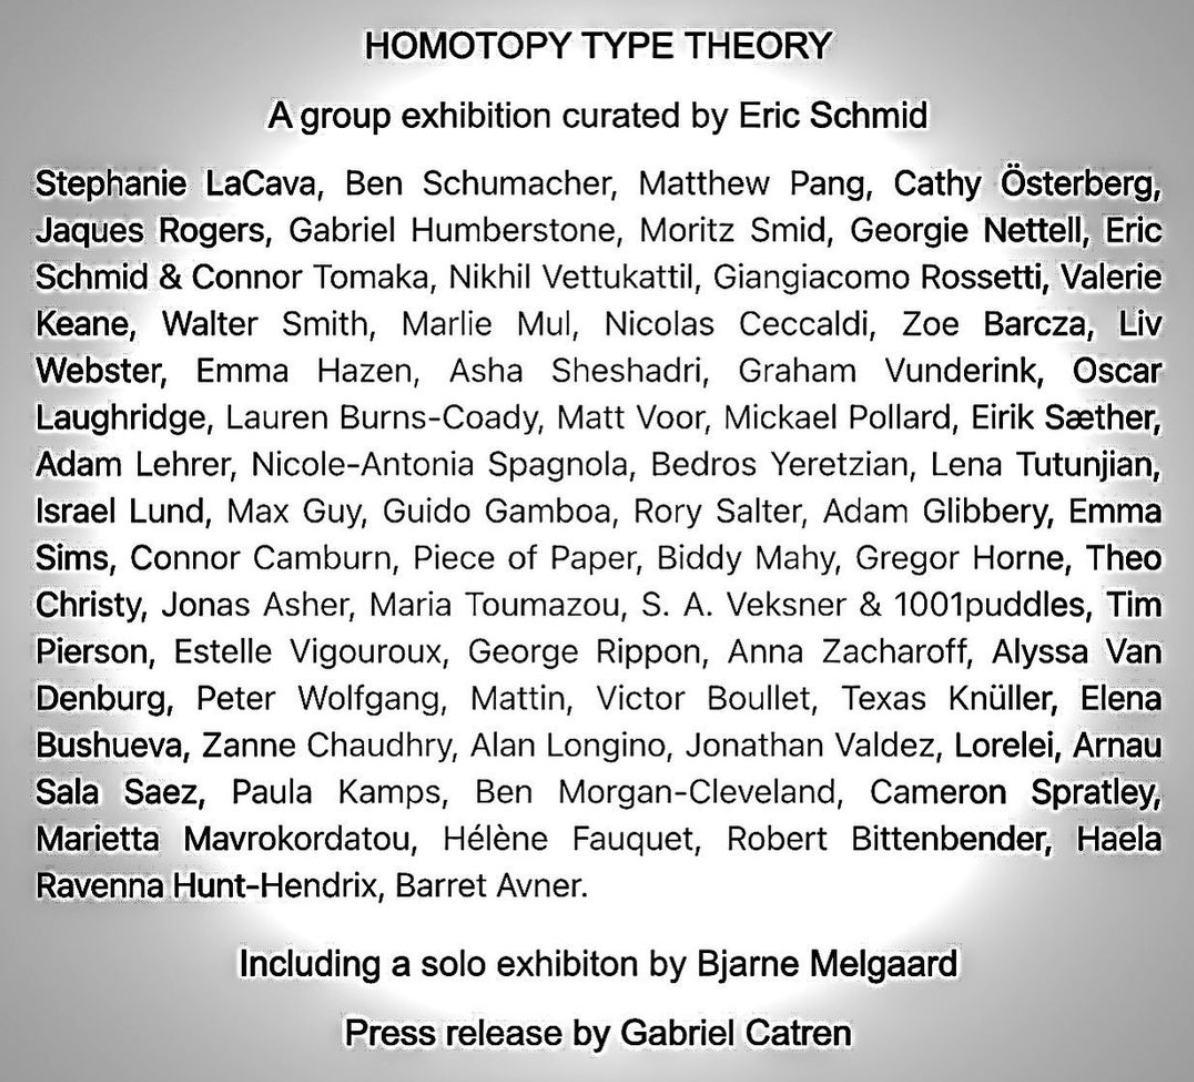 HOMOTOPY TYPE THEORY
A group exhibition curated by Eric Schmid
Stephanie LaCava, Ben Schumacher, Matthew Pang, Cathy Österberg,
Jaques Rogers, Gabriel Humberstone, Moritz Smid, Georgie Nettell, Eric
Schmid & Connor Tomaka, Nikhil Vettukattil, Giangiacomo Rossetti, Valerie
Keane, Walter Smith, Marlie Mul, Nicolas Ceccaldi, Zoe Barcza, Liv
Webster, Emma Hazen, Asha Sheshadri, Graham Vunderink, Oscar
Laughridge, Lauren Burns-Coady, Matt Voor, Mickael Pollard, Eirik Sæther,
Adam Lehrer, Nicole-Antonia Spagnola, Bedros Yeretzian, Lena Tutunjian,
Israel Lund, Max Guy, Guido Gamboa, Rory Salter, Adam Glibbery, Emma
Sims, Connor Camburn, Piece of Paper, Biddy Mahy, Gregor Horne, Theo
Christy, Jonas Asher, Maria Toumazou, S. A. Veksner & 1001puddles, Tim
Pierson, Estelle Vigouroux, George Rippon, Anna Zacharoff, Alyssa Van
Denburg, Peter Wolfgang, Mattin, Victor Boullet, Texas Knüller, Elena
Bushueva, Zanne Chaudhry, Alan Longino, Jonathan Valdez, Lorelei, Arnau
Sala Saez, Paula Kamps, Ben Morgan-Cleveland, Cameron Spratley,
Marietta Mavrokordatou, Hélène Fauquet, Robert Bittenbender, Haela
Ravenna Hunt-Hendrix, Barret Avner.
Including a solo exhibiton by Bjarne Melgaard
Press release by Gabriel Catren